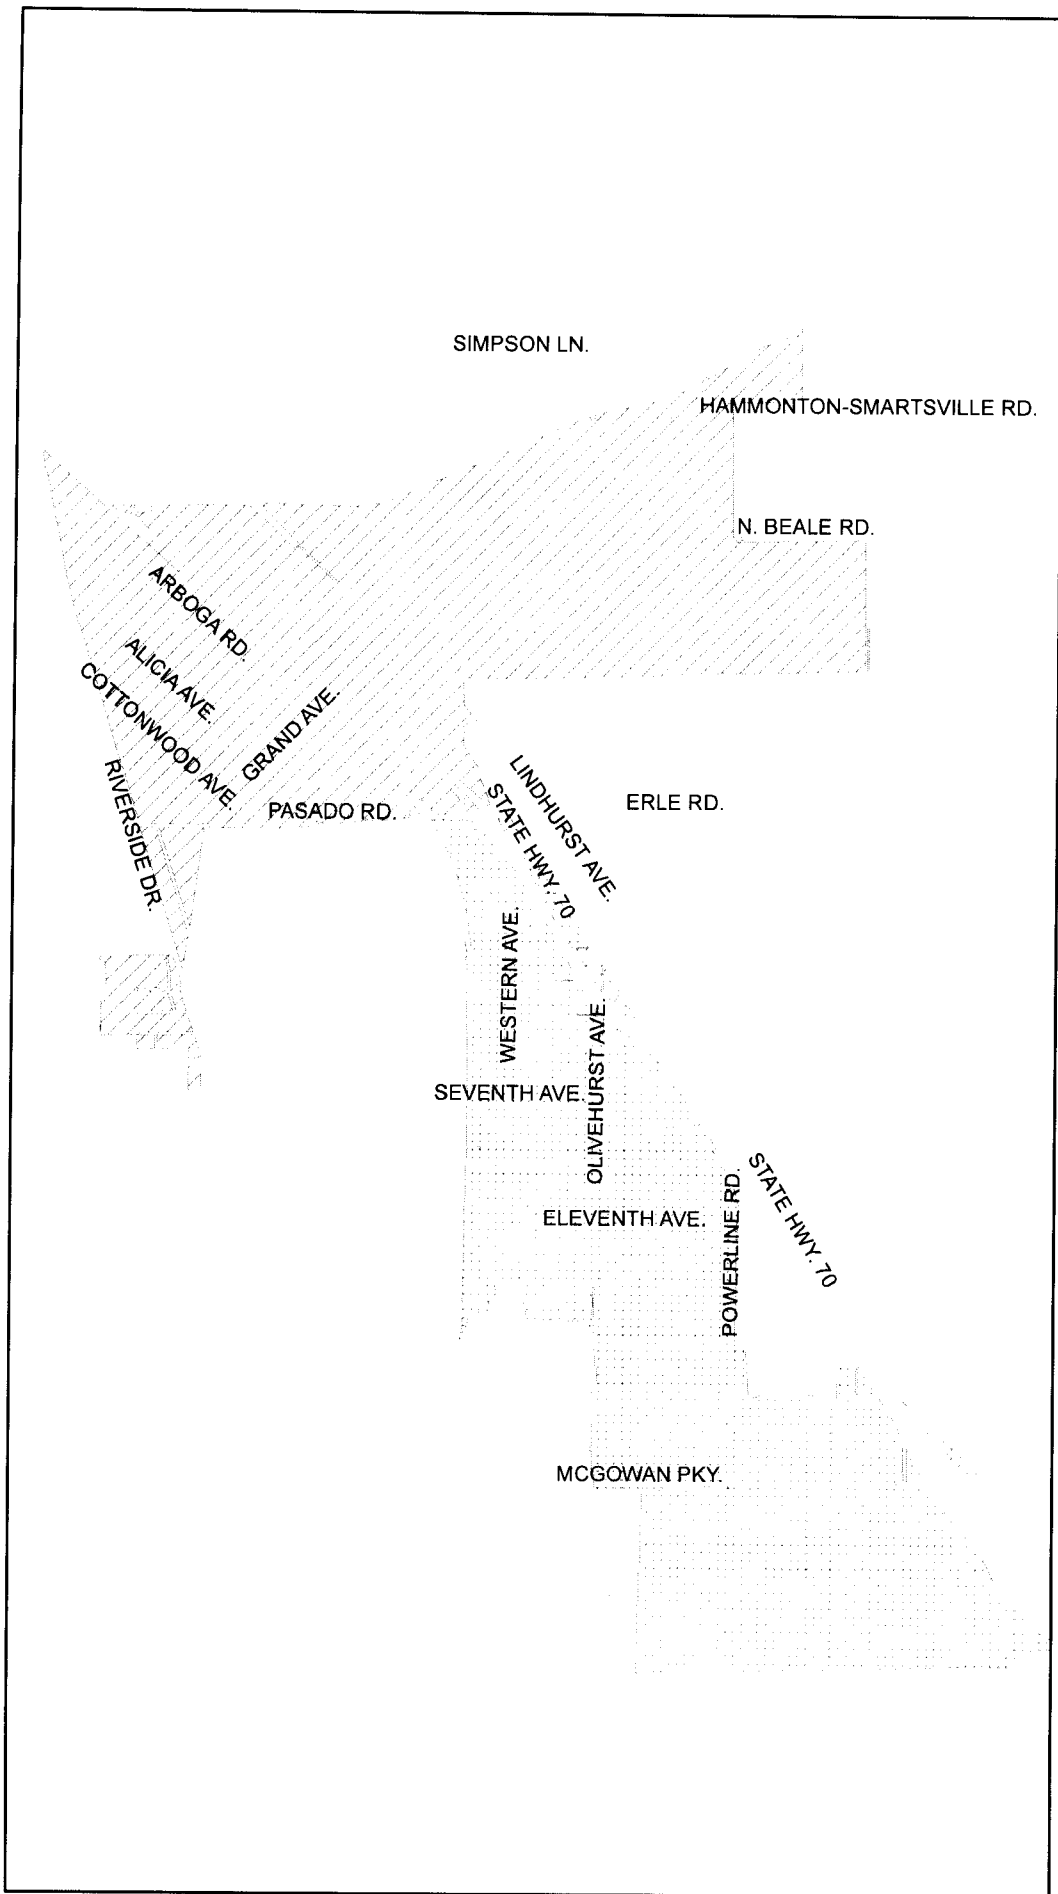 SIMPSON LN.
HAMMONTON-SMARTSVILLE RD.
N. BEALE RD.
ARBOGA RD.
ALICIA AVE.
COTTONWOOD AVE.
GRAND AVE.
RIVERSIDE DR.
PASADO RD.
LINDHURST AVE.
STATE HWY. 70
ERLE RD.
WESTERN AVE.
OLIVEHURST AVE.
SEVENTH AVE.
ELEVENTH AVE.
POWERLINE RD.
STATE HWY. 70
MCGOWAN PKY.